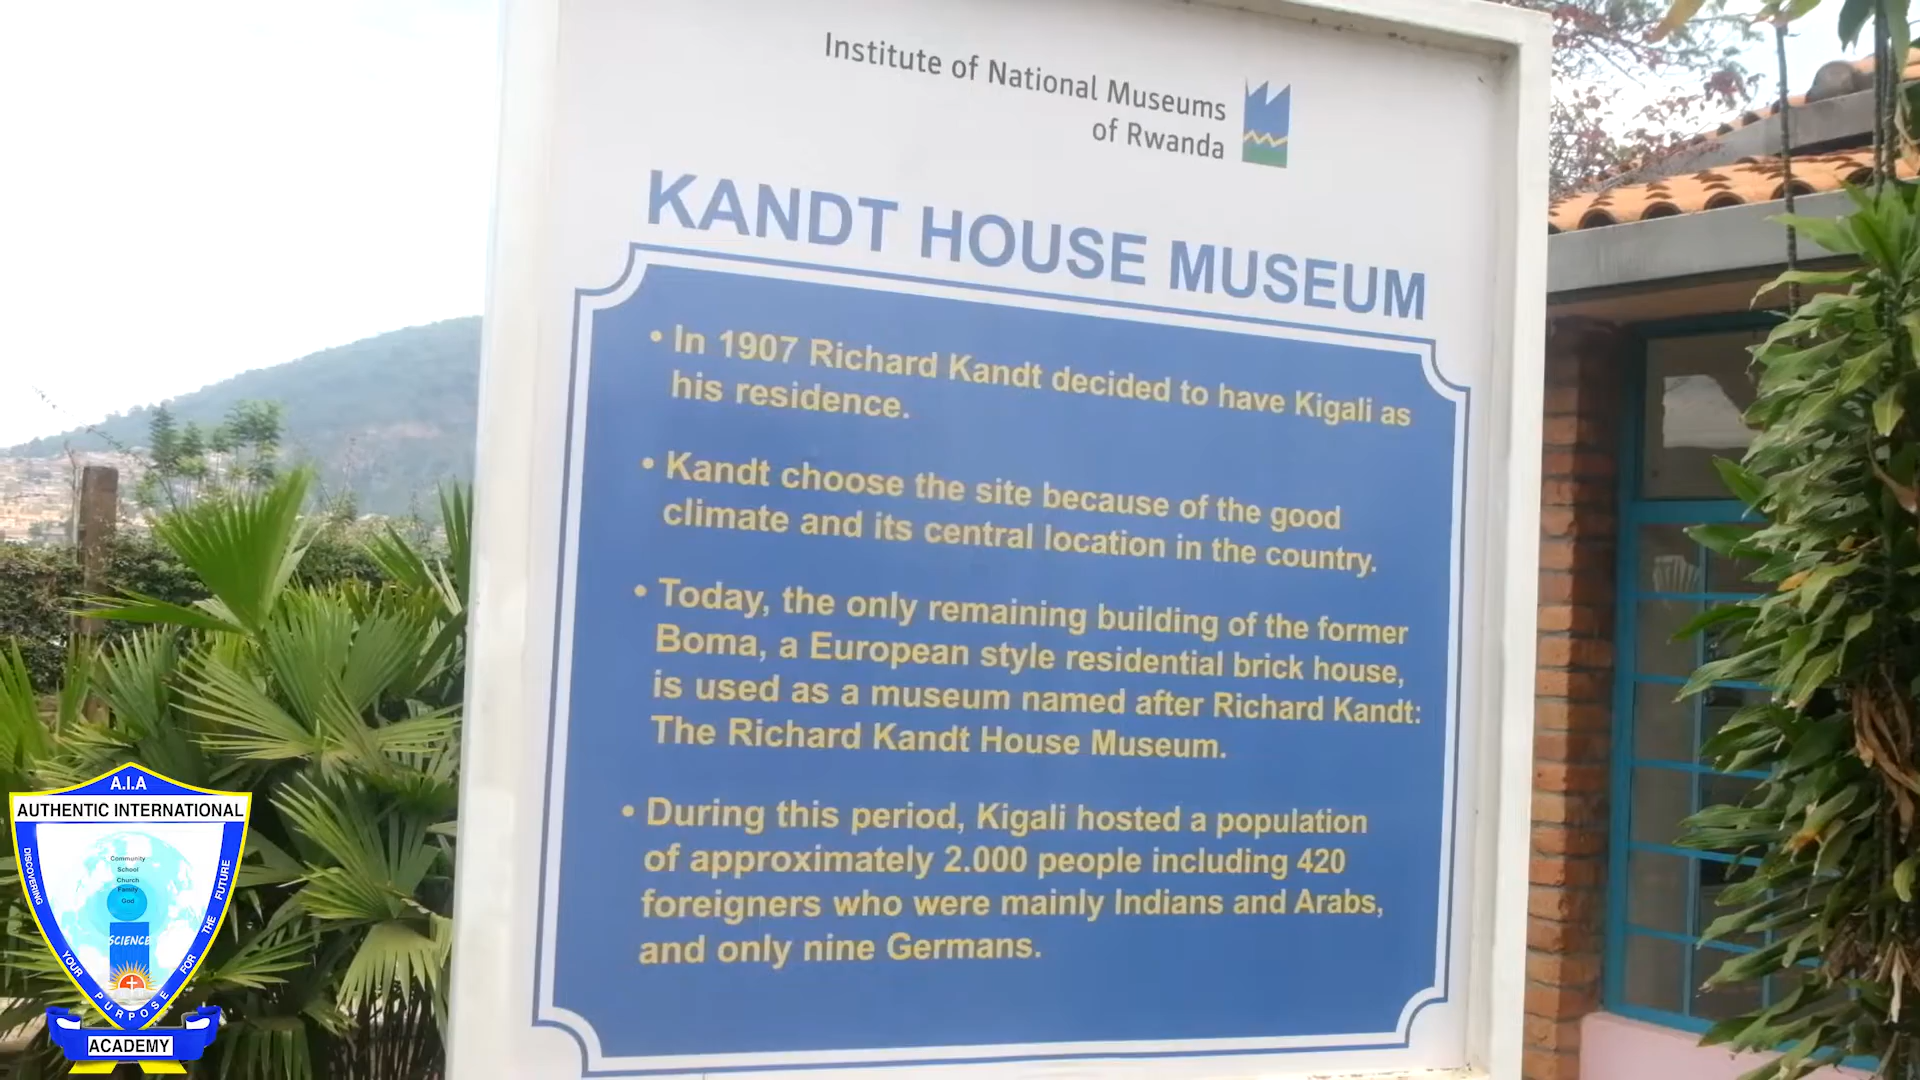 Institute of National Museums
of Rwanda
KANDT HOUSE MUSEUM
• In 1907 Richard Kandt decided to have Kigali as
his residence.
• Kandt choose the site because of the good
climate and its central location in the country.
• Today, the only remaining building of the former
Boma, a European style residential brick house,
is used as a museum named after Richard Kandt:
The Richard Kandt House Museum.
• During this period, Kigali hosted a population
of approximately 2.000 people including 420
foreigners who were mainly Indians and Arabs,
and only nine Germans.
A.I.A
AUTHENTIC INTERNATIONAL
Community
School
Church
Family
God
SCIENCE
DISCOVERING YOUR PURPOSE FOR THE FUTURE
ACADEMY